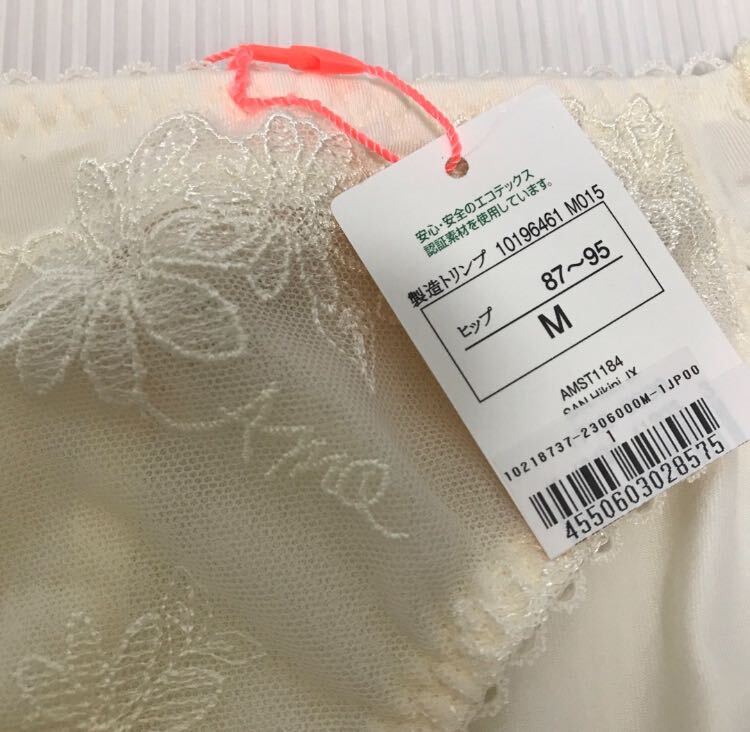 安心・安全のエコテックス
認証素材を使用しています。
製造トリンプ 10196461 M015
ヒップ 87～95
M
AMST1184
10218737-2306000M-1JP00
1
4550603028575